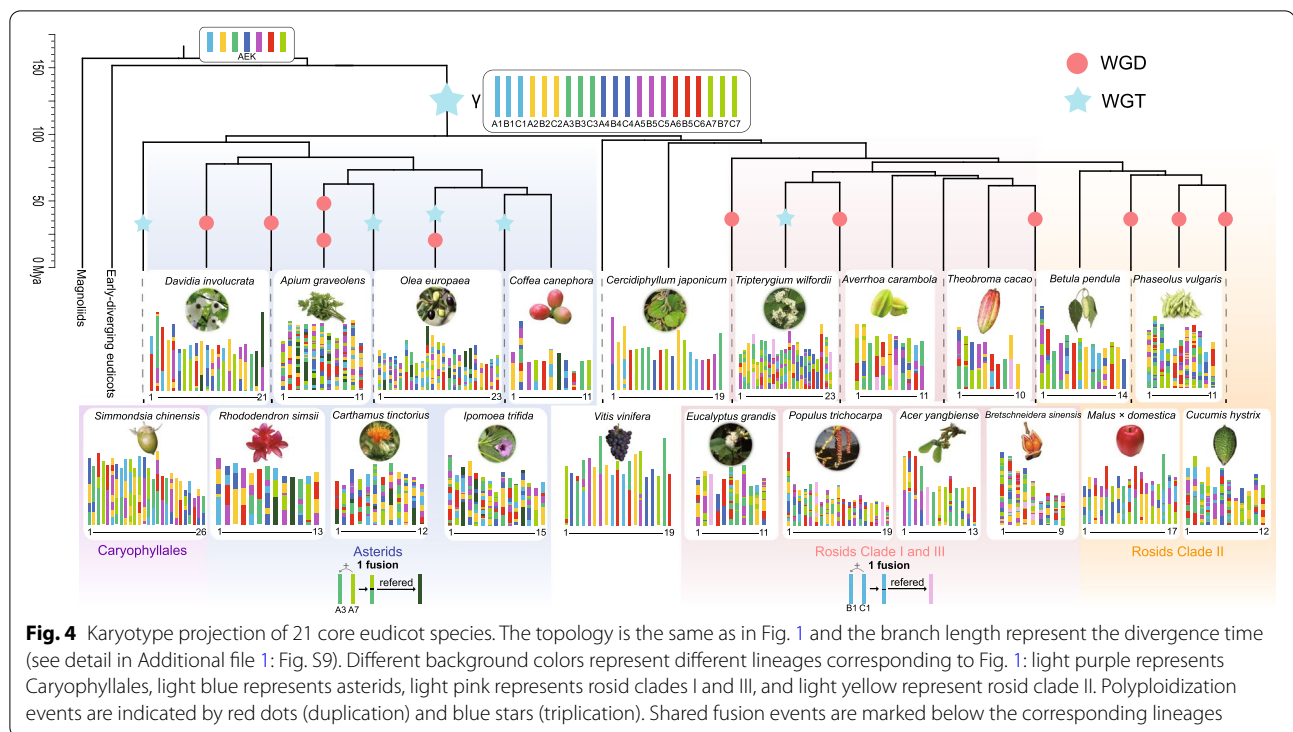 AEK
WGD
WGT
γ
A1B1C1A2B2C2A3B3C3A4B4C4A5B5C5A6B5C6A7B7C7
150
100
50
0 Mya
Magnoliids
Early-diverging eudicots
Davidia involucrata
Apium graveolens
Olea europaea
Coffea canephora
Cercidiphyllum japonicum
Tripterygium wilfordii
Averrhoa carambola
Theobroma cacao
Betula pendula
Phaseolus vulgaris
1 21
1 11
1 23
1 11
1 19
1 23
1 11
1 10
1 14
1 11
Simmondsia chinensis
Rhododendron simsii
Carthamus tinctorius
Ipomoea trifida
Vitis vinifera
Eucalyptus grandis
Populus trichocarpa
Acer yangbiense
Bretschneidera sinensis
Malus × domestica
Cucumis hystrix
1 26
1 13
1 12
1 15
1 19
1 11
1 19
1 13
1 9
1 17
1 12
Caryophyllales
Asterids
Rosids Clade I and III
Rosids Clade II
+
1 fusion
refered
A3 A7
+
1 fusion
refered
B1 C1
Fig. 4 Karyotype projection of 21 core eudicot species. The topology is the same as in Fig. 1 and the branch length represent the divergence time
(see detail in Additional file 1: Fig. S9). Different background colors represent different lineages corresponding to Fig. 1: light purple represents
Caryophyllales, light blue represents asterids, light pink represents rosid clades I and III, and light yellow represent rosid clade II. Polyploidization
events are indicated by red dots (duplication) and blue stars (triplication). Shared fusion events are marked below the corresponding lineages